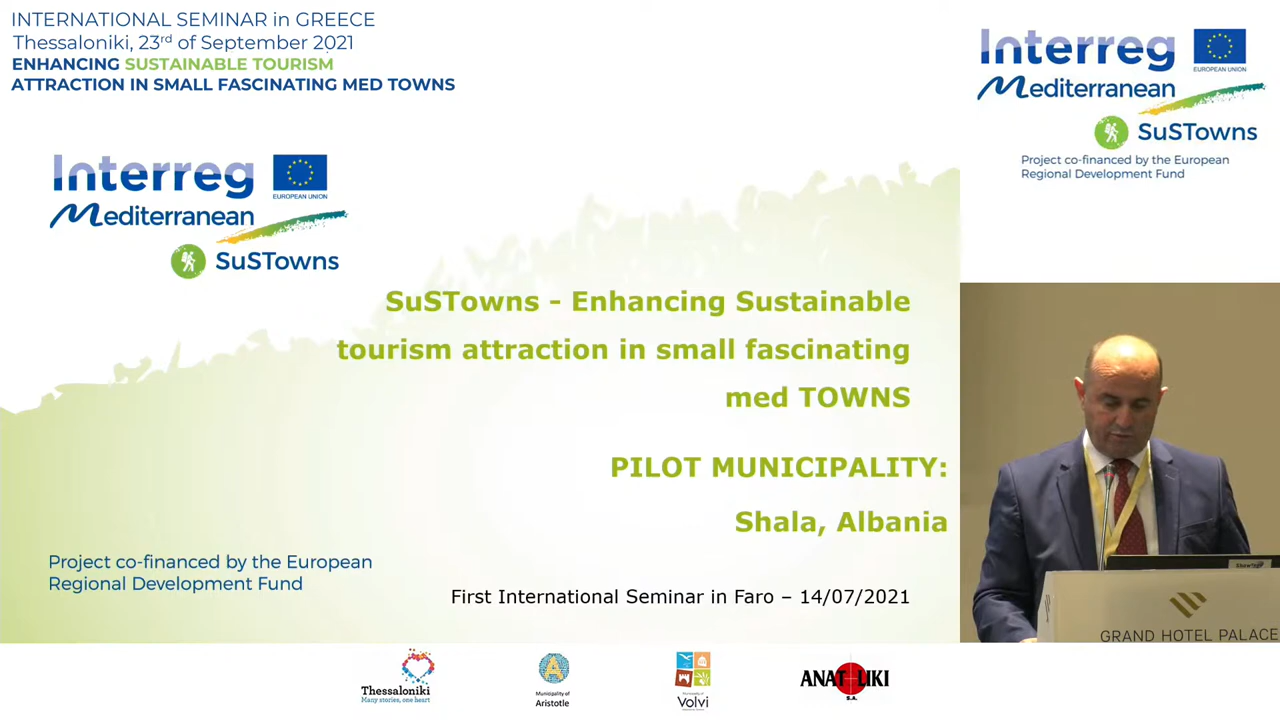 INTERNATIONAL SEMINAR in GREECE
Thessaloniki, 23rd of September 2021
ENHANCING SUSTAINABLE TOURISM
ATTRACTION IN SMALL FASCINATING MED TOWNS
Interreg
EUROPEAN UNION
Mediterranean
SuSTowns
Project co-financed by the European
Regional Development Fund
Interreg
EUROPEAN UNION
Mediterranean
SuSTowns
SuSTowns - Enhancing Sustainable
tourism attraction in small fascinating
med TOWNS
PILOT MUNICIPALITY:
Shala, Albania
Project co-financed by the European
Regional Development Fund
First International Seminar in Faro – 14/07/2021
GRAND HOTEL PALACE
Thessaloniki
Many stories, one heart
Municipality of
Aristotle
Municipality of
Volvi
ANATOLIKI
S.A.